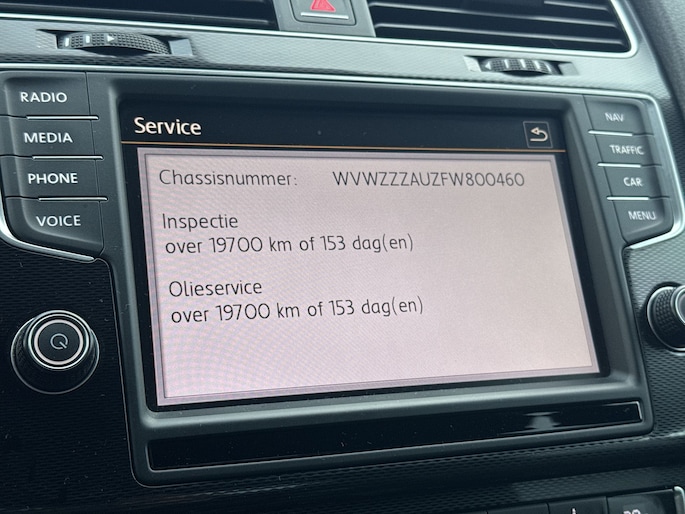 RADIO
MEDIA
PHONE
VOICE
Service
Chassisnummer: WVWZZZAUZFW800460
Inspectie
over 19700 km of 153 dag(en)
Olieservice
over 19700 km of 153 dag(en)
NAV
TRAFFIC
CAR
MENU